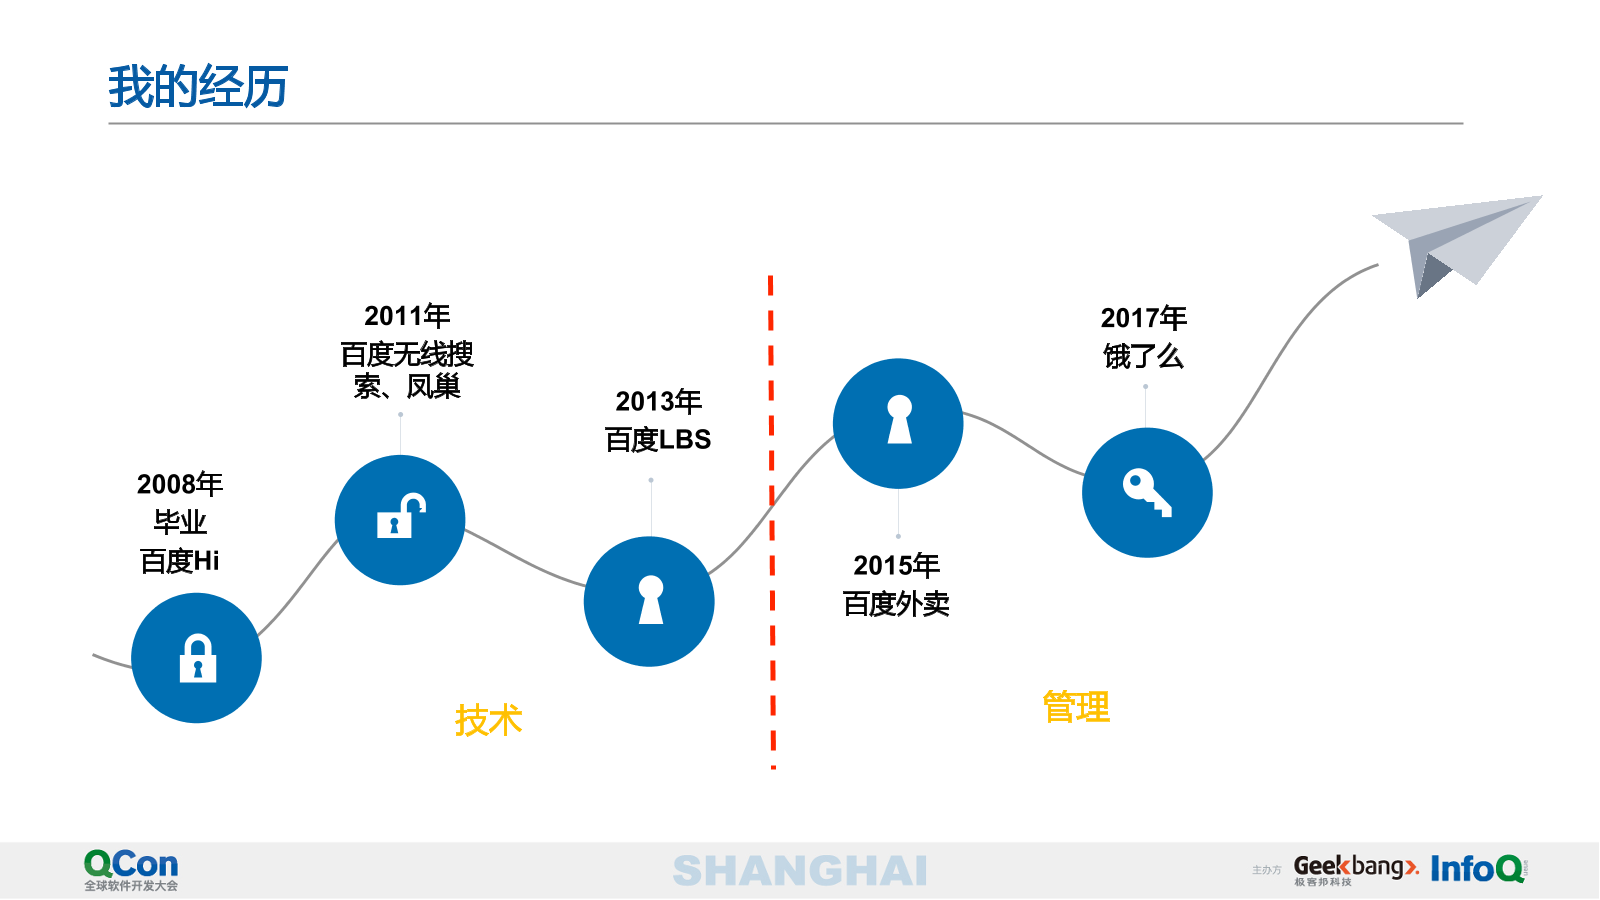 我的经历
2008年
毕业
百度Hi
2011年
百度无线搜
索、凤巢
2013年
百度LBS
2015年
百度外卖
2017年
饿了么
技术
管理
QCon
全球软件开发大会
SHANGHAI
主办方
Geekbang>.
极客邦科技
InfoQ